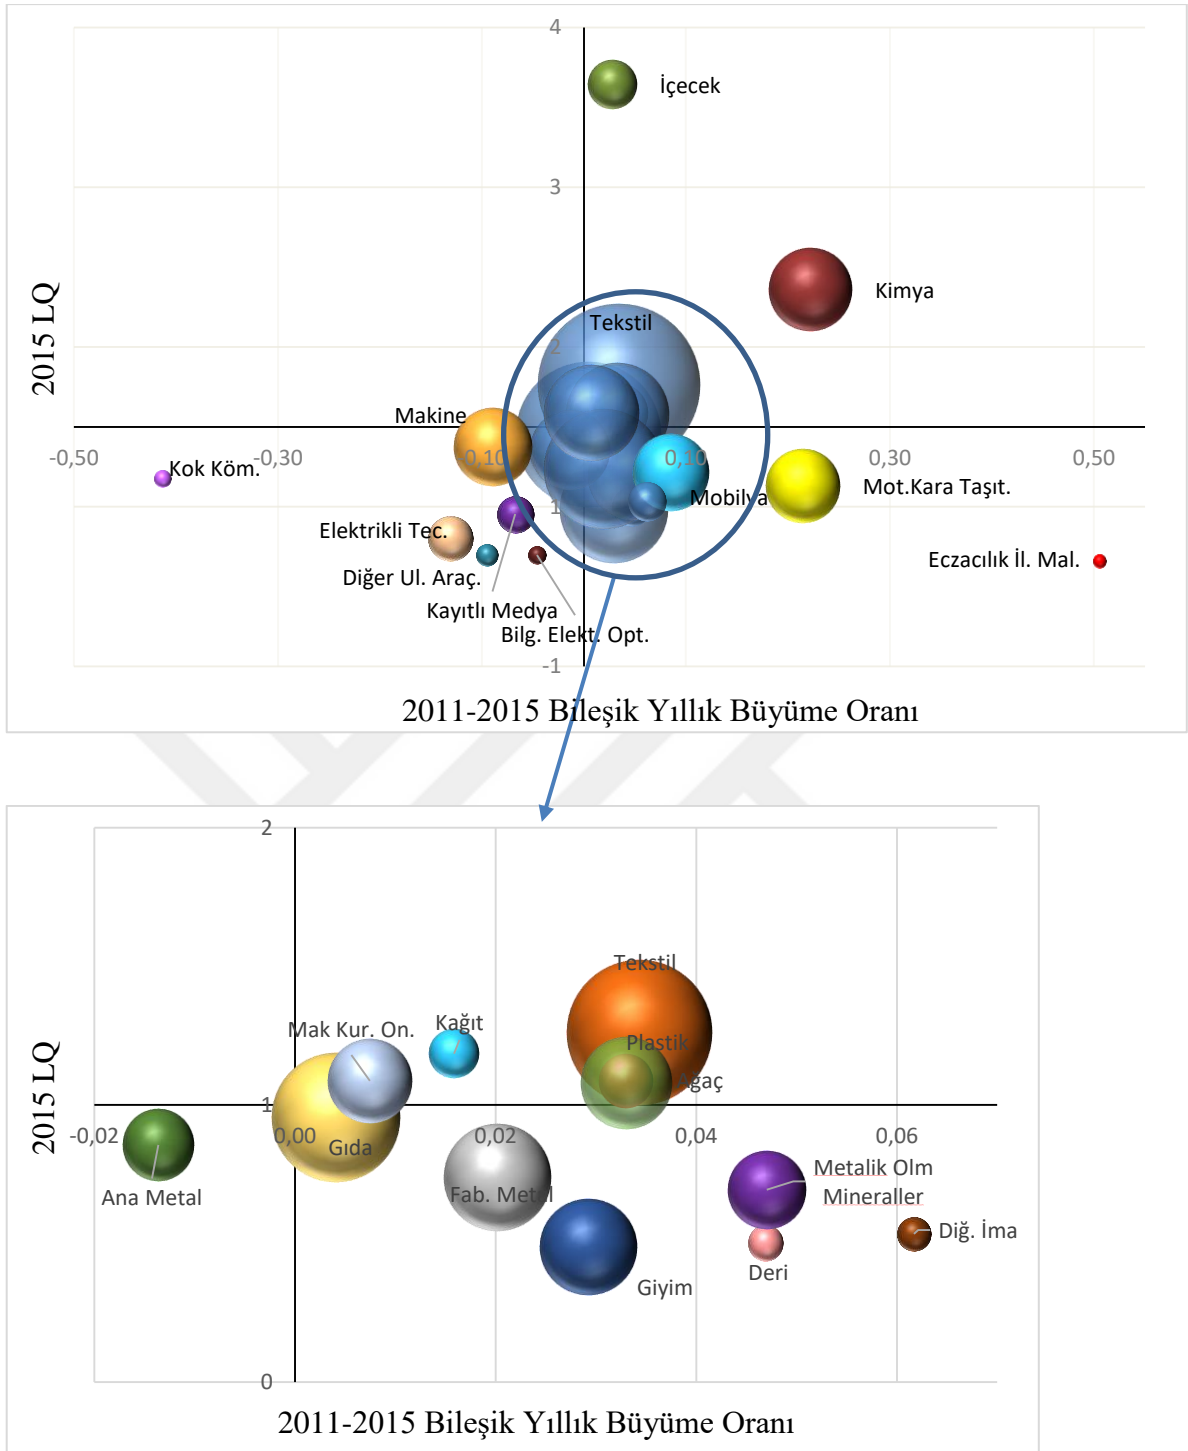 4
İçecek
3
Kimya
2015 LQ
Tekstil
2
Makine
-0,50
-0,30
-0,10
0,10
0,30
0,50
Kok Köm.
Mobilya
Mot.Kara Taşıt.
1
Elektrikli Tec.
Eczacılık İl. Mal.
Diğer Ul. Araç.
Kayıtlı Medya
Bilg. Elekt. Opt.
-1
2011-2015 Bileşik Yıllık Büyüme Oranı
2
Tekstil
Kağıt
Mak Kur. On.
Plastik
Ağaç
2015 LQ
1
-0,02
0,00
0,02
0,04
0,06
Gıda
Ana Metal
Fab. Metal
Metalik Olm
Mineraller
Diğ. İma
Deri
Giyim
0
2011-2015 Bileşik Yıllık Büyüme Oranı